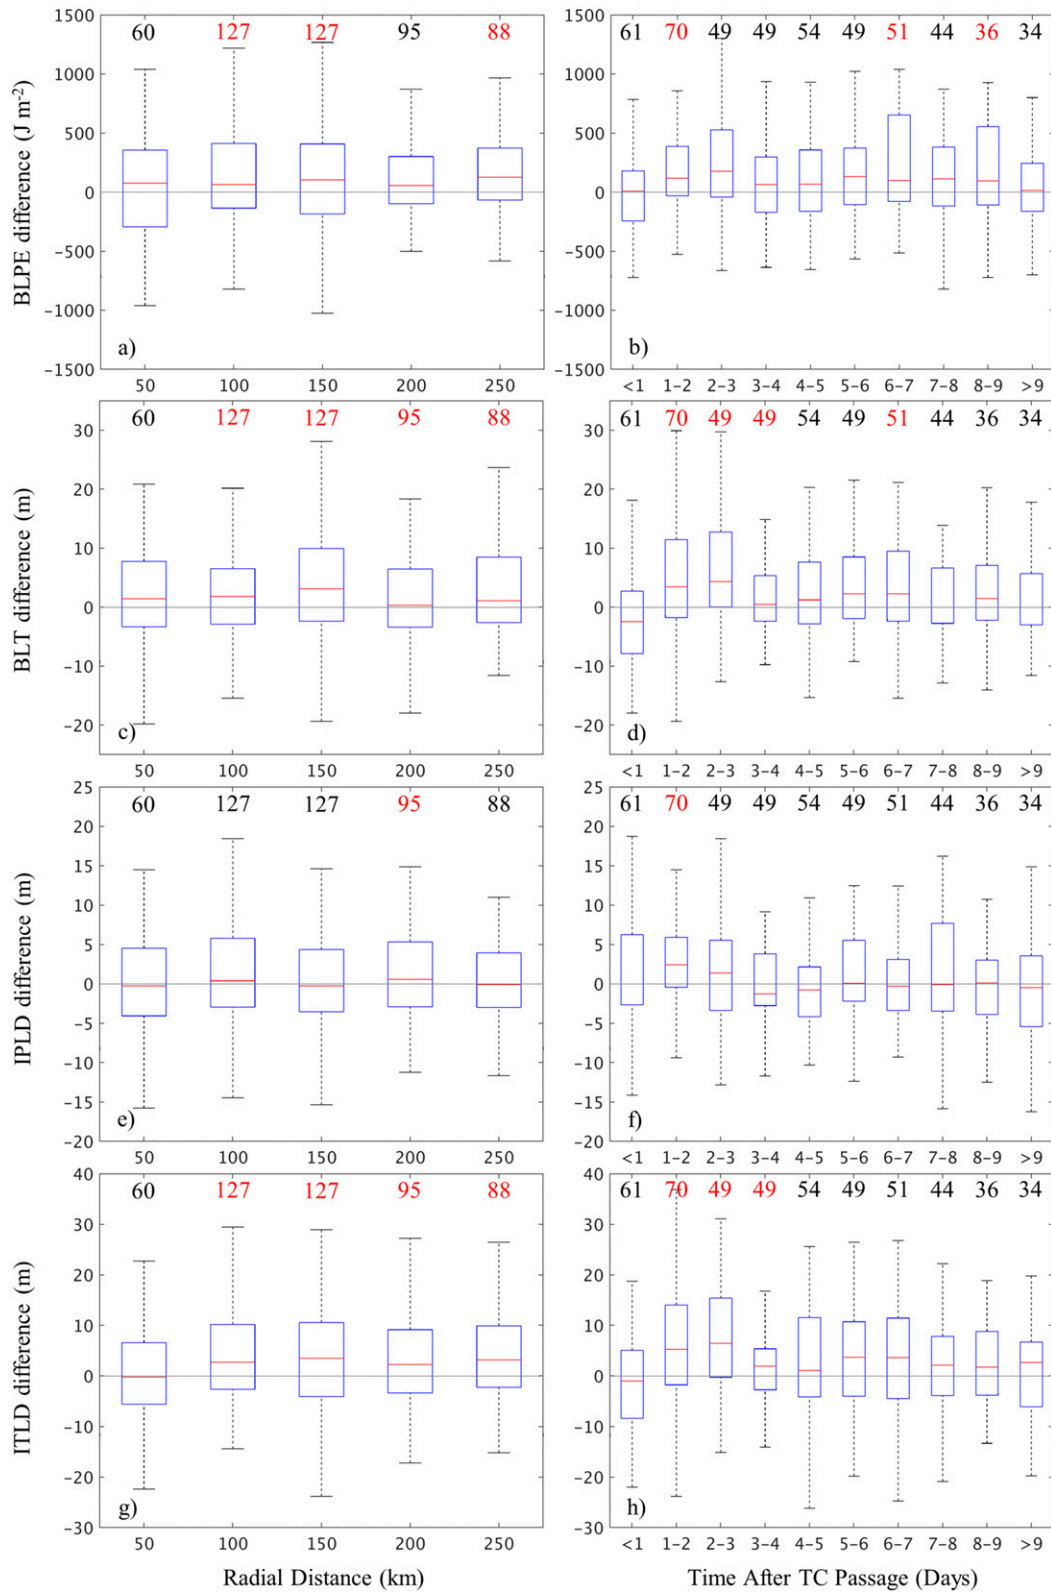 BLPE difference (J m-2)
1500
1000
500
0
−500
−1000
−1500
60 127 127 95 88
a)
50 100 150 200 250
1500
1000
500
0
−500
−1000
−1500
61 70 49 49 54 49 51 44 36 34
b)
<1 1−2 2−3 3−4 4−5 5−6 6−7 7−8 8−9 >9
BLT difference (m)
30
20
10
0
−10
−20
60 127 127 95 88
c)
50 100 150 200 250
30
20
10
0
−10
−20
61 70 49 49 54 49 51 44 36 34
d)
<1 1−2 2−3 3−4 4−5 5−6 6−7 7−8 8−9 >9
IPLD difference (m)
25
20
15
10
5
0
−5
−10
−15
−20
60 127 127 95 88
e)
50 100 150 200 250
25
20
15
10
5
0
−5
−10
−15
−20
61 70 49 49 54 49 51 44 36 34
f)
<1 1−2 2−3 3−4 4−5 5−6 6−7 7−8 8−9 >9
ITLD difference (m)
40
30
20
10
0
−10
−20
−30
60 127 127 95 88
g)
50 100 150 200 250
Radial Distance (km)
40
30
20
10
0
−10
−20
−30
61 70 49 49 54 49 51 44 36 34
h)
<1 1−2 2−3 3−4 4−5 5−6 6−7 7−8 8−9 >9
Time After TC Passage (Days)